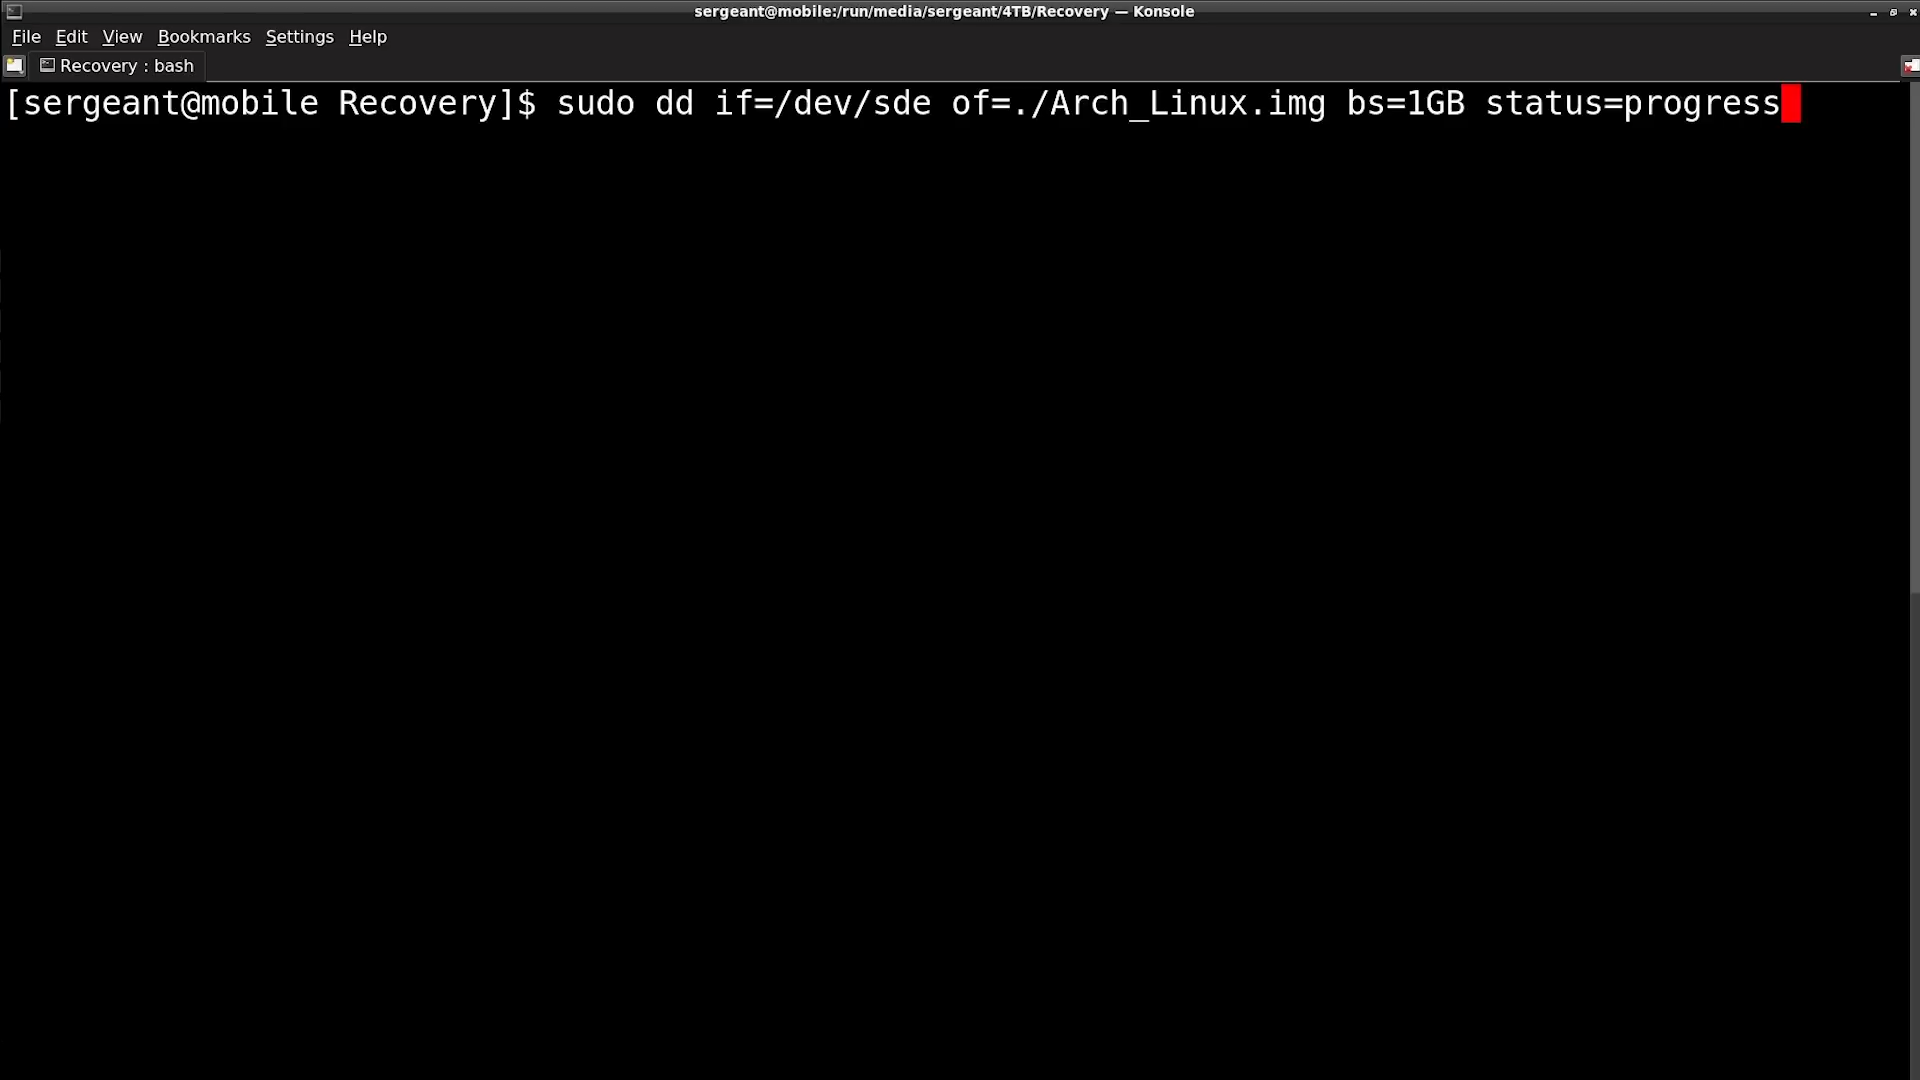 sergeant@mobile:/run/media/sergeant/4TB/Recovery — Konsole
File Edit View Bookmarks Settings Help
Recovery : bash
[sergeant@mobile Recovery]$ sudo dd if=/dev/sde of=./Arch_Linux.img bs=1GB status=progress